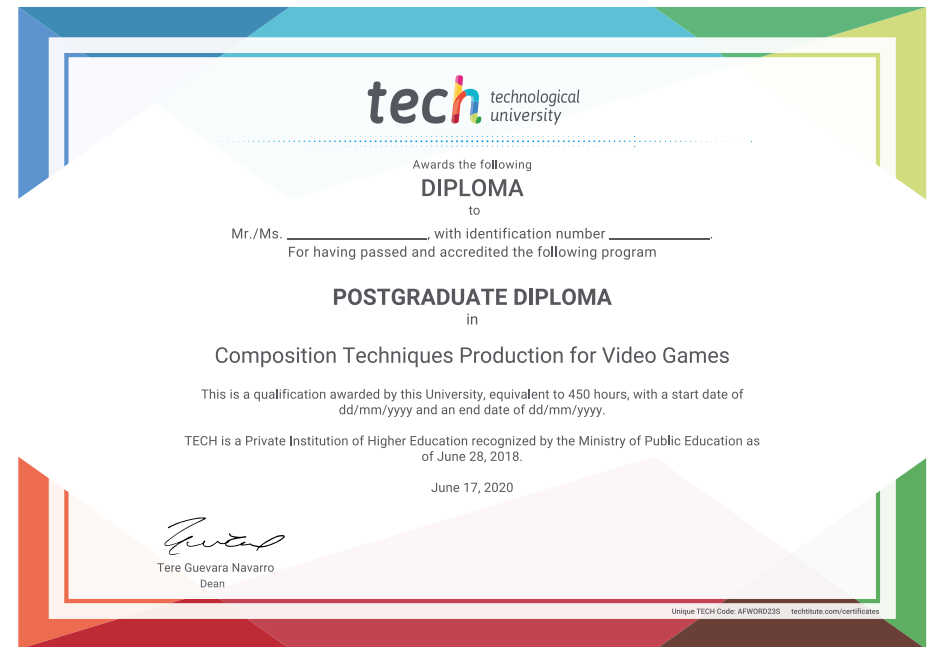 tech technological
university
Awards the following
DIPLOMA
to
Mr./Ms. ____________________, with identification number ______________.
For having passed and accredited the following program
POSTGRADUATE DIPLOMA
in
Composition Techniques Production for Video Games
This is a qualification awarded by this University, equivalent to 450 hours, with a start date of
dd/mm/yyyy and an end date of dd/mm/yyyy.
TECH is a Private Institution of Higher Education recognized by the Ministry of Public Education as
of June 28, 2018.
June 17, 2020
Tere Guevara Navarro
Dean
Unique TECH Code: AFWORD23S techtitute.com/certificates